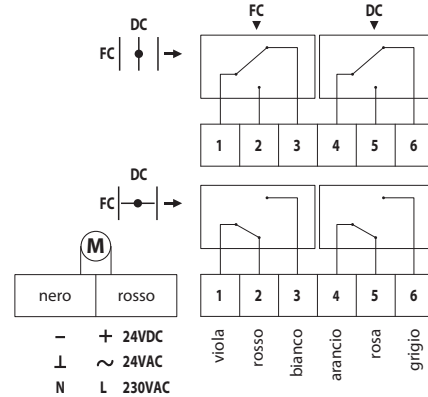 FC DC
DC
FC
1 2 3 4 5 6
DC
FC
M
nero rosso
1 2 3 4 5 6
– + 24VDC
⊥ ~ 24VAC
N L 230VAC
viola
rosso
bianco
arancio
rosa
grigio